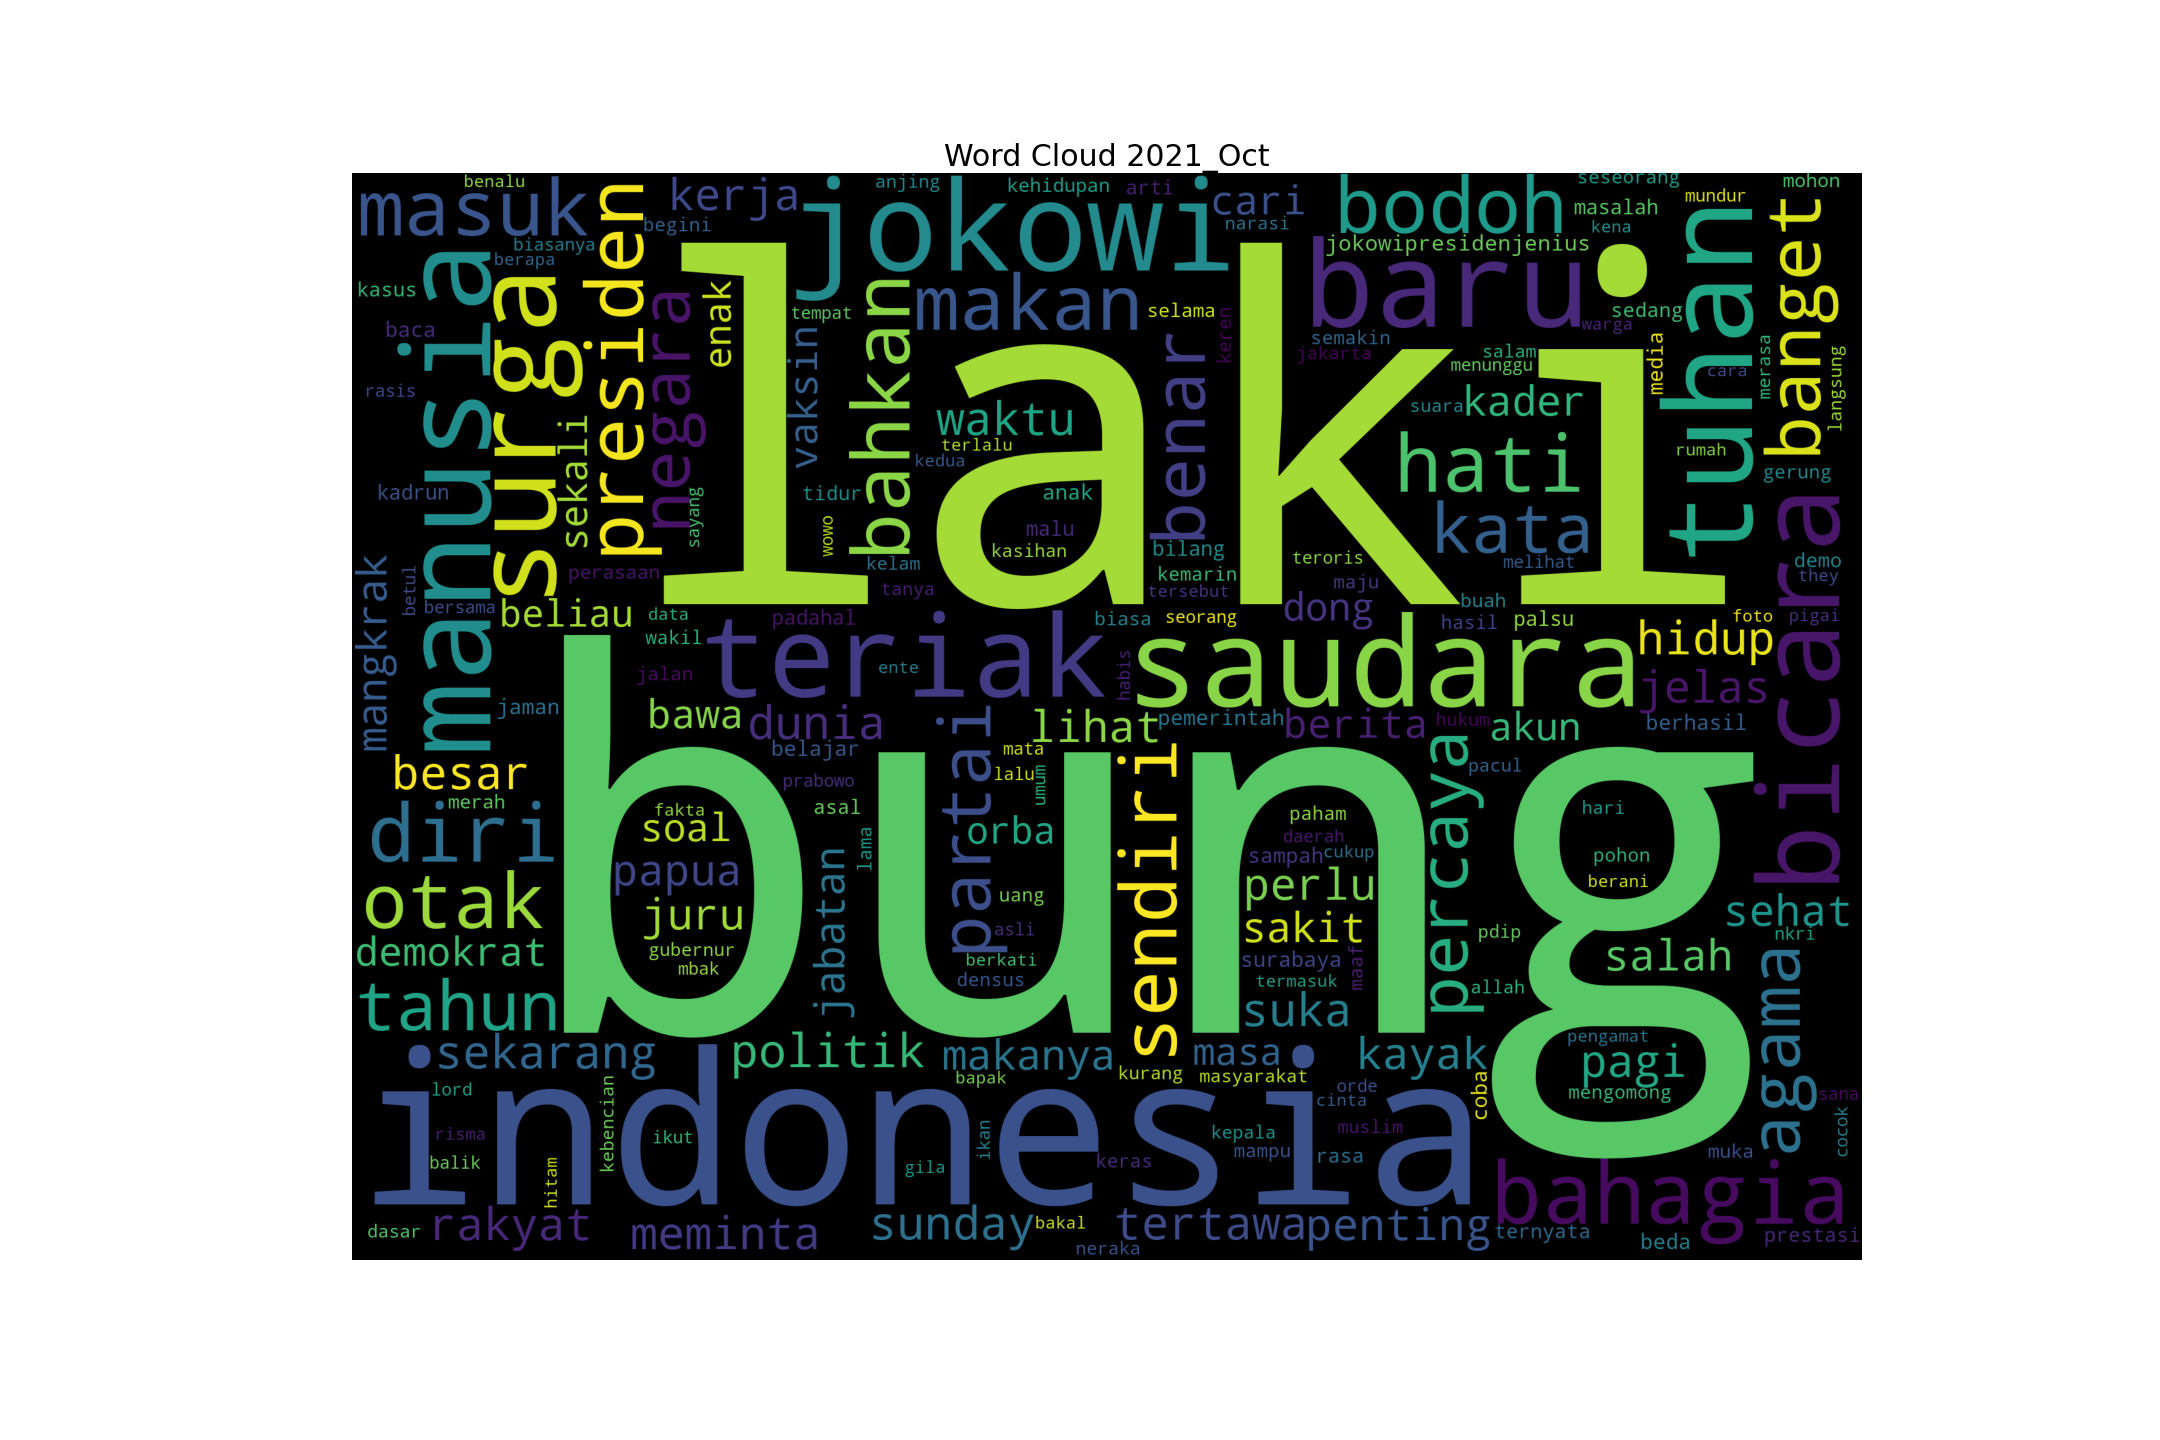 Word Cloud 2021_Oct
benalu
masuk
presiden
kerja
jokowi
anjing
kehidupan
arti
cari
bodoh
seseorang
masalah
mundur
mohon
begini
biasanya
berapa
narasi
kena
jokowipresidenjenius
tuhan
banget
manusia
surga
kasus
baca
rasis
kadrun
negara
enak
tempat
bahkan
makan
selama
keren
baru
semakin
jakarta
sedang
warga
media
salam
menunggu
cara
merasa
langsung
laki
vaksin
benar
waktu
terlalu
kedua
suara
kader
hati
rumah
gerung
sekali
sayang
tidur
wowo
anak
malu
kasihan
kelam
tanya
bilang
kemarin
tersebut
teroris
maju
kata
melihat
bicara
demo
they
mangkrak
betul
bersama
perasaan
beliau
data
wakil
padahal
biasa
seorang
dong
buah
hasil
palsu
foto
pigai
hidup
jalan
teriak
ente
habis
saudara
jelas
jaman
bawa
dunia
belajar
partai
lihat
pemerintah
berita
hukum
akun
berhasil
besar
merah
bung
prabowo
asal
mata
lalu
umum
sendiri
percaya
pacul
diri
fakta
soal
papua
juru
gubernur
mbak
lama
jabatan
orba
uang
asli
berkati
densus
paham
daerah
sampah
cukup
perlu
sakit
surabaya
termasuk
maaf
suka
hari
pohon
berani
pdip
allah
salah
sehat
nkri
agama
otak
demokrat
tahun
sekarang
politik
makanya
masa
kayak
pengamat
pagi
mengomong
indonesia
lord
risma
balik
kebencian
hitam
ikut
bapak
kurang
masyarakat
orde
cinta
coba
ikan
gila
keras
kepala
mampu
rasa
muslim
sana
cocok
muka
bahagia
dasar
rakyat
meminta
sunday
bakal
neraka
tertawa
penting
ternyata
beda
prestasi